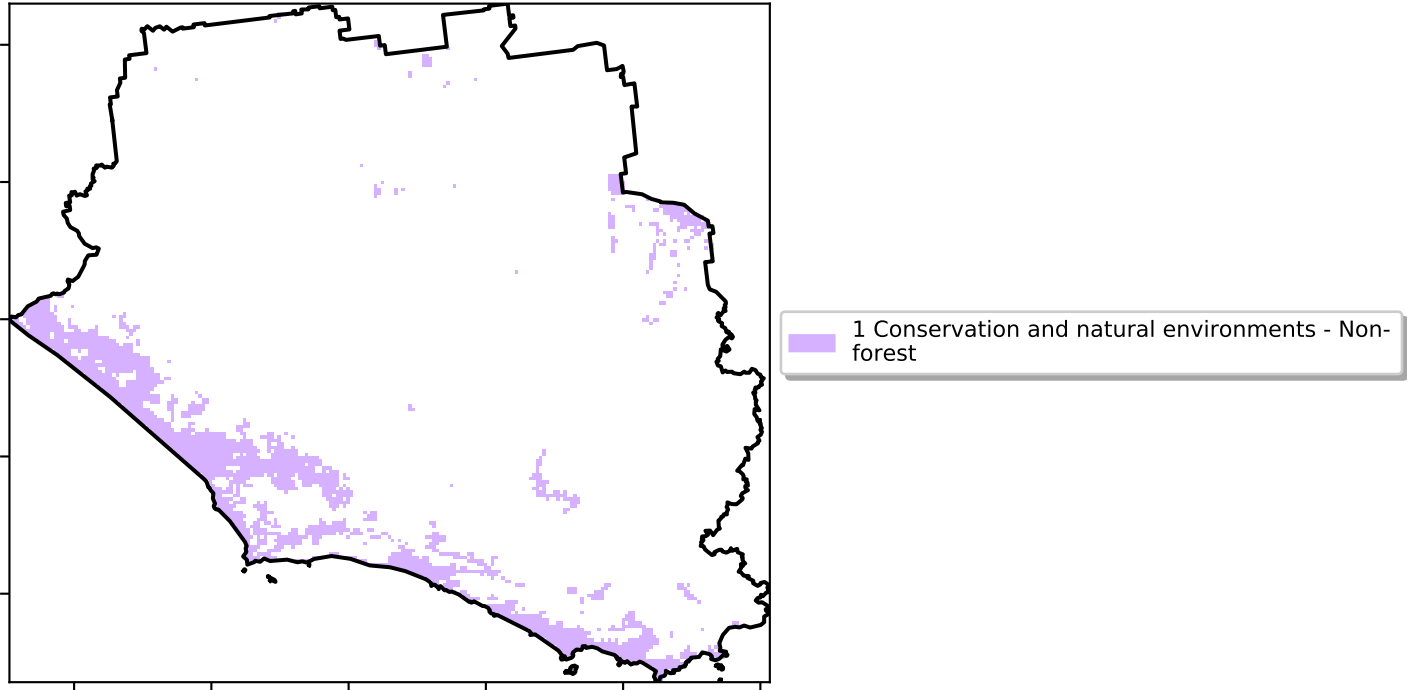 1 Conservation and natural environments - Non-
forest